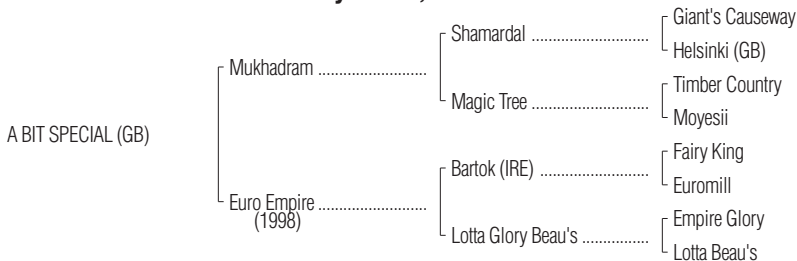 Giant's Causeway
Shamardal ......................
Helsinki (GB)
Mukhadram ........................
Timber Country
Magic Tree ......................
Moyesii
A BIT SPECIAL (GB)
Fairy King
Bartok (IRE) ....................
Euromill
Euro Empire ......................
(1998)
Empire Glory
Lotta Glory Beau's .............
Lotta Beau's